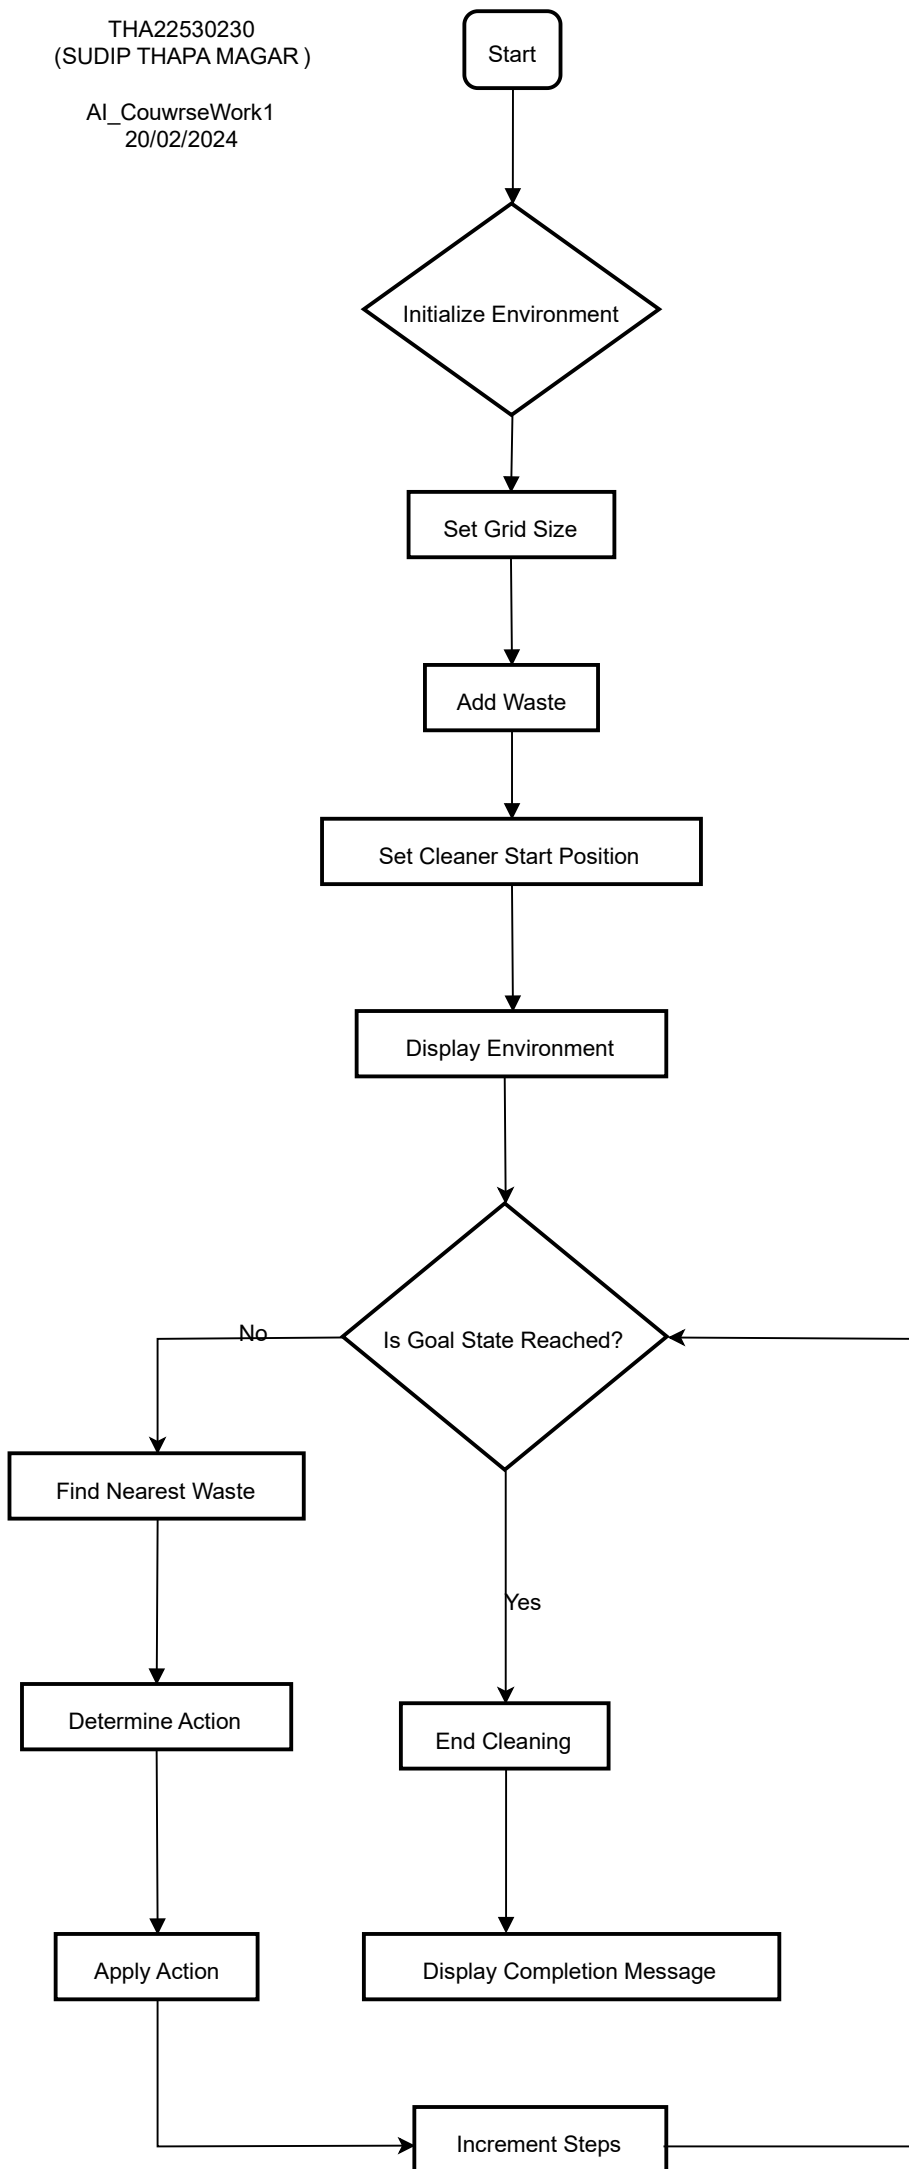 THA22530230
(SUDIP THAPA MAGAR )
AI_CouwrseWork1
20/02/2024
Start
Initialize Environment
Set Grid Size
Add Waste
Set Cleaner Start Position
Display Environment
Is Goal State Reached?
No
Find Nearest Waste
Yes
Determine Action
End Cleaning
Apply Action
Display Completion Message
Increment Steps